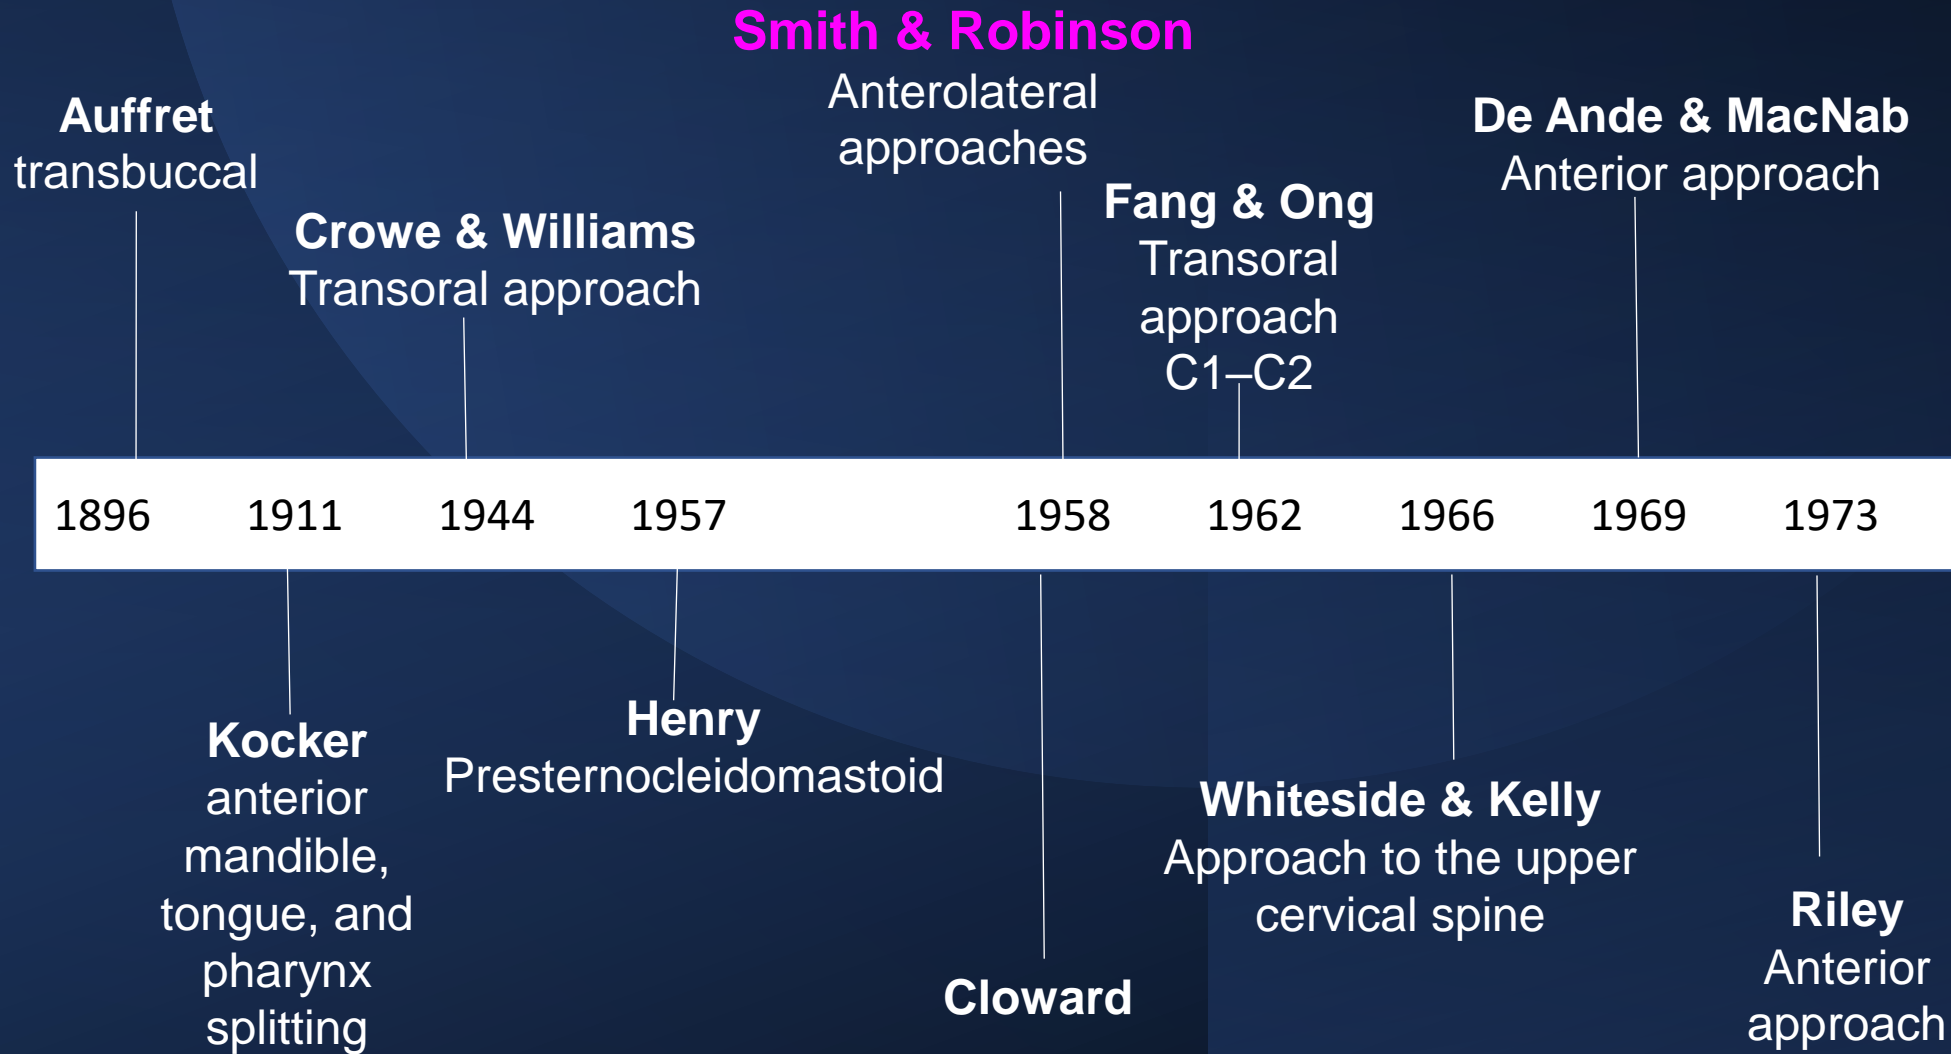 Smith & Robinson
Anterolateral
approaches
Auffret
transbuccal
De Ande & MacNab
Anterior approach
Fang & Ong
Transoral
approach
C1–C2
Crowe & Williams
Transoral approach
1896 1911 1944 1957 1958 1962 1966 1969 1973
Kocker
anterior
mandible,
tongue, and
pharynx
splitting
Henry
Presternocleidomastoid
Cloward
Whiteside & Kelly
Approach to the upper
cervical spine
Riley
Anterior
approach